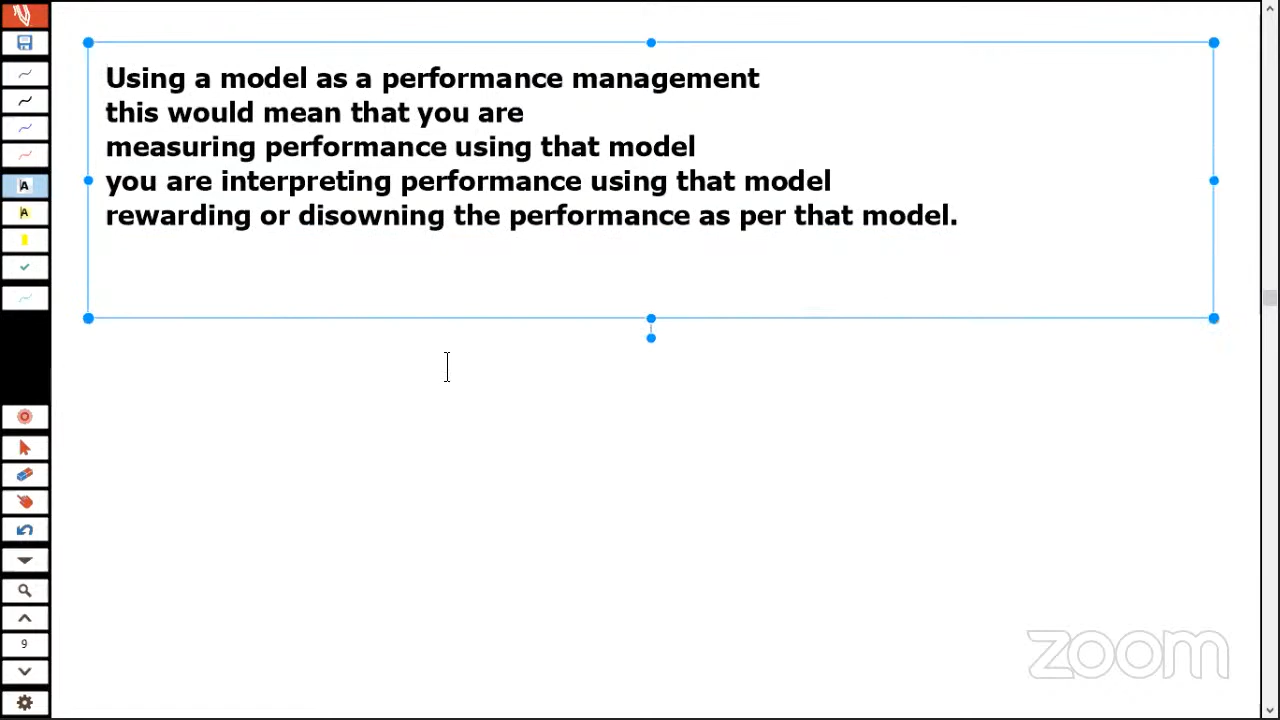 Using a model as a performance management
this would mean that you are
measuring performance using that model
you are interpreting performance using that model
rewarding or disowning the performance as per that model.
A
A
9
zoom